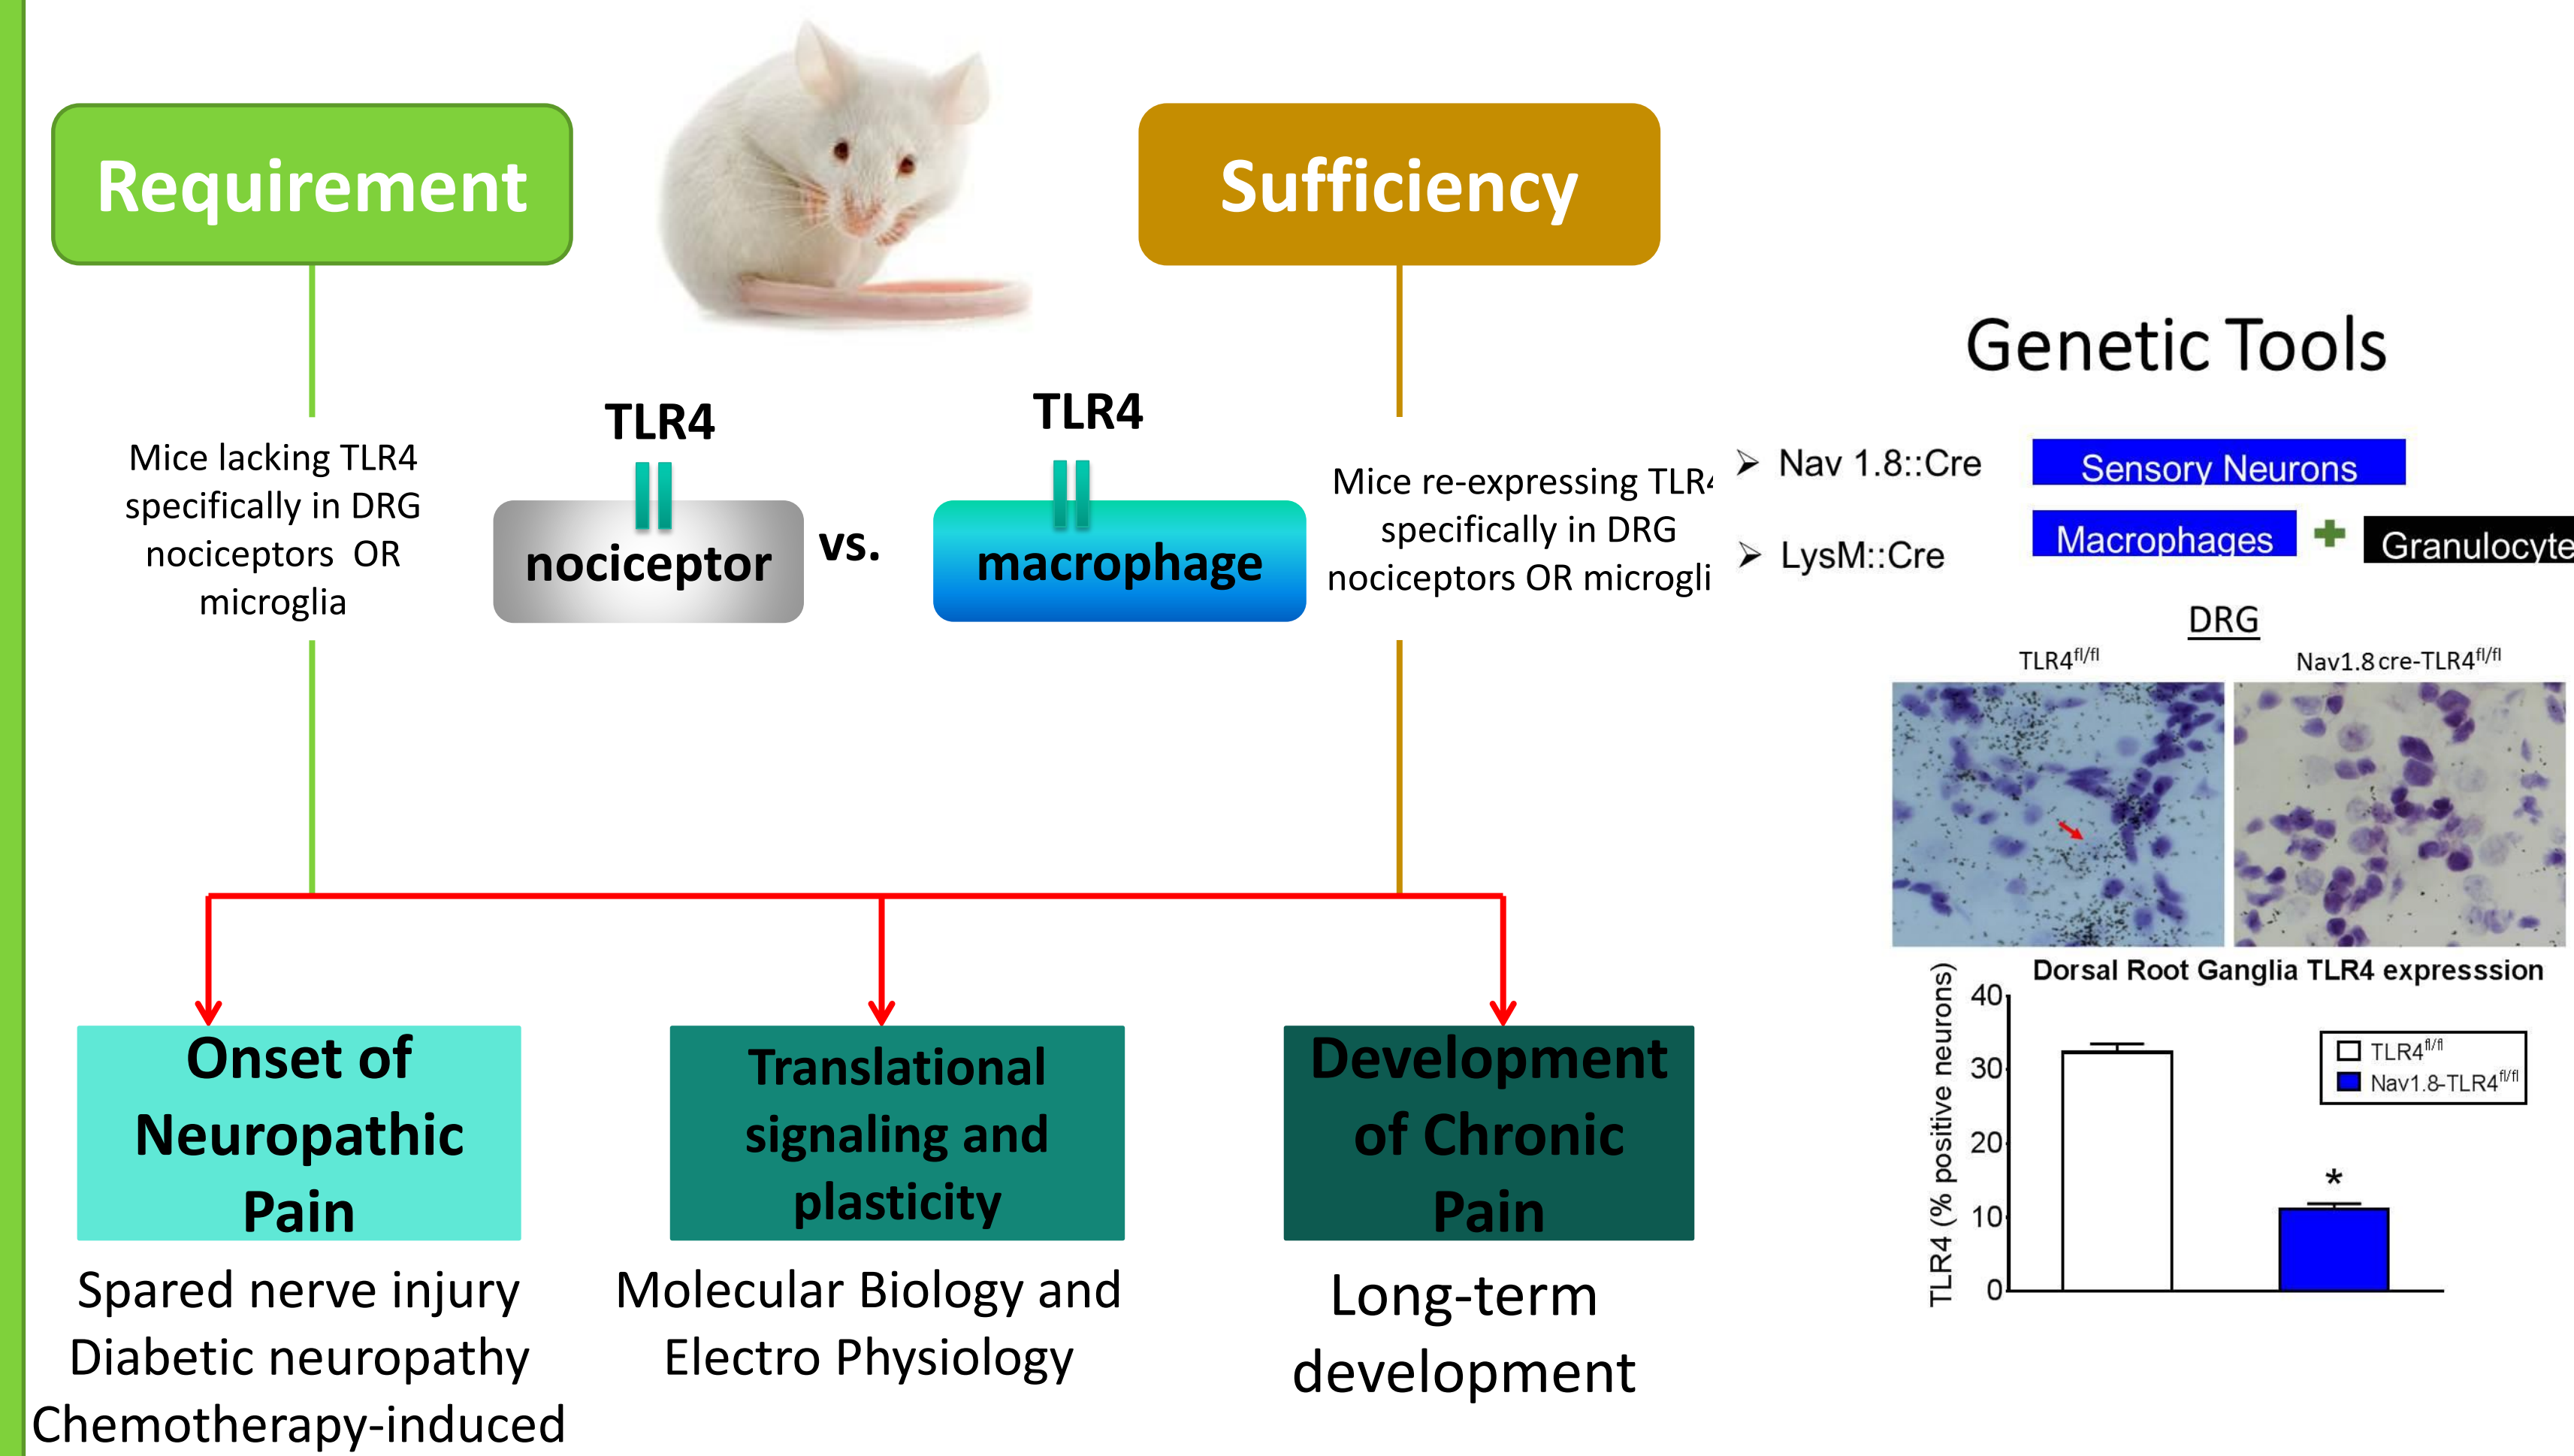 Requirement
Sufficiency
Mice lacking TLR4
specifically in DRG
nociceptors OR
microglia
TLR4
nociceptor
vs.
TLR4
macrophage
Mice re-expressing TLR4
specifically in DRG
nociceptors OR microgli
Onset of
Neuropathic
Pain
Spared nerve injury
Diabetic neuropathy
Chemotherapy-induced
Translational
signaling and
plasticity
Molecular Biology and
Electro Physiology
Development
of Chronic
Pain
Long-term
development
Genetic Tools
➢ Nav 1.8::Cre
Sensory Neurons
➢ LysM::Cre
Macrophages
+
Granulocyte
DRG
TLR4fl/fl
Nav1.8cre-TLR4fl/fl
Dorsal Root Ganglia TLR4 expresssion
TLR4 (% positive neurons)
40
30
20
10
0
*
TLR4fl/fl
Nav1.8-TLR4fl/fl